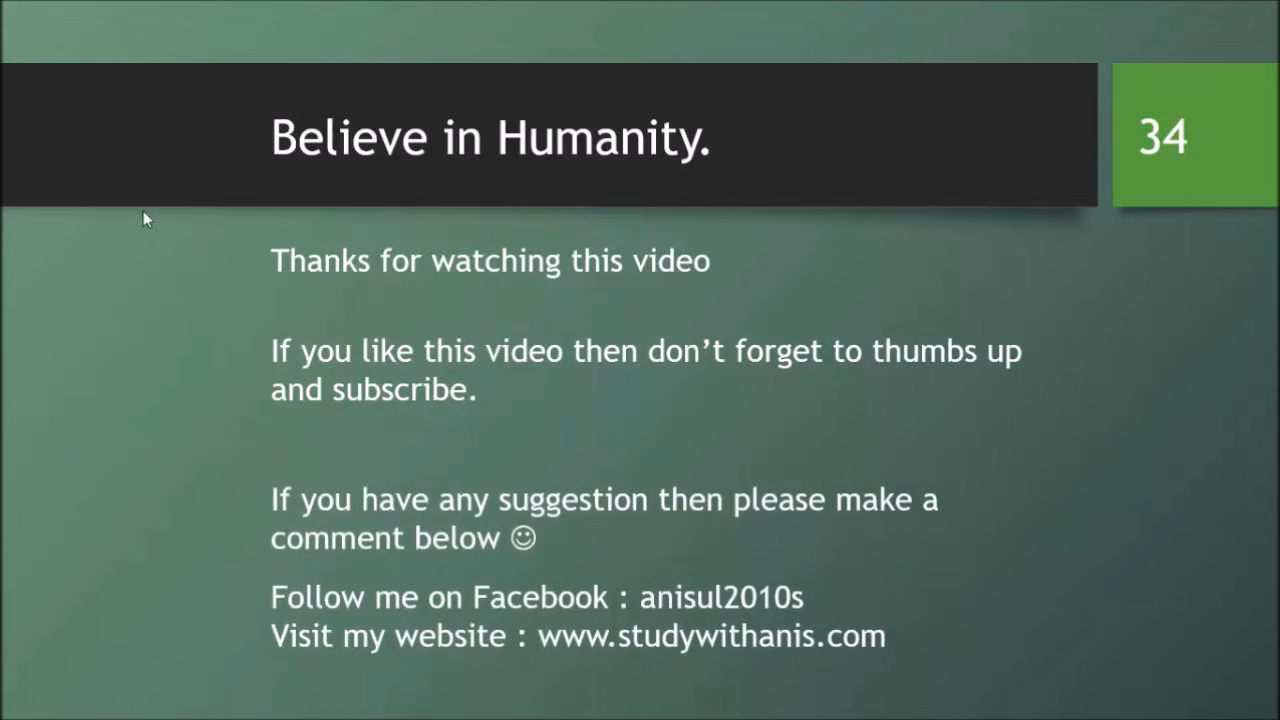 Believe in Humanity.
34
Thanks for watching this video
If you like this video then don’t forget to thumbs up
and subscribe.
If you have any suggestion then please make a
comment below ☺
Follow me on Facebook : anisul2010s
Visit my website : www.studywithanis.com